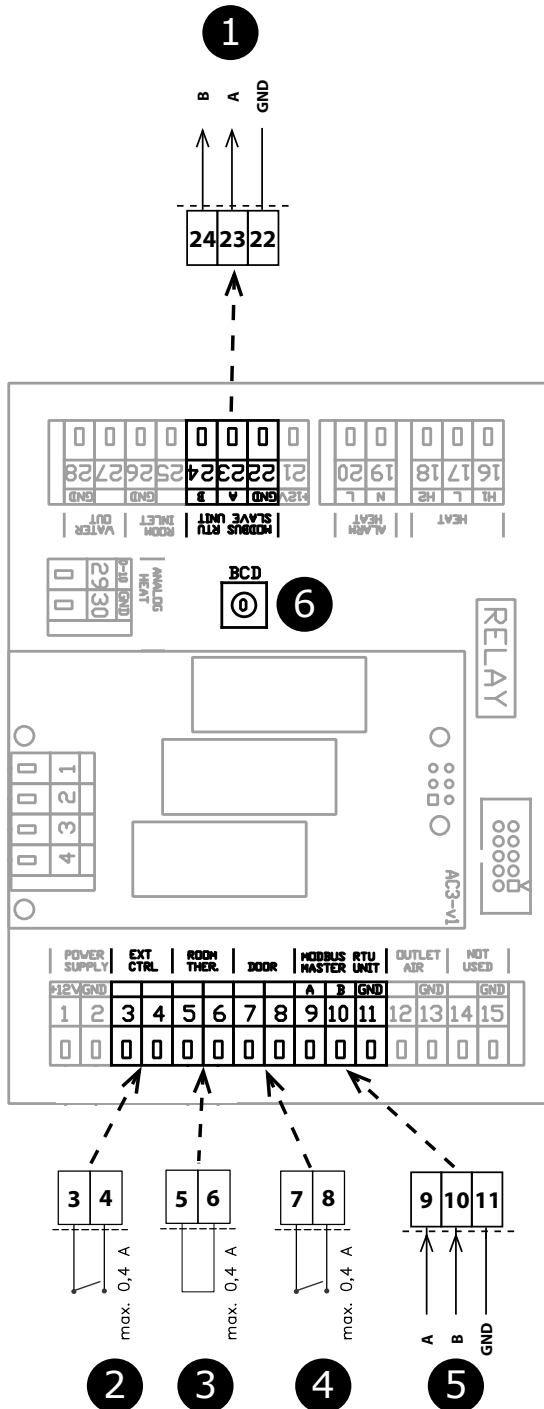 1
B A GND
24 23 22
28 27 26 25 24 23 22 21 20 19 18 17 16
GND GND B A GND +12V L N H2 L H1
WATER OUT ROOM INLET MODBUS RTU SLAVE UNIT ALARM HEAT HEAT
29 0-10
30 GND
ANALOG HEAT
BCD
0
6
RELAY
1
2
3
4
AC3-v1
POWER SUPPLY EXT CTRL ROOM THER. DOOR MODBUS RTU MASTER UNIT OUTLET AIR NOT USED
+12V GND A B GND GND GND
1 2 3 4 5 6 7 8 9 10 11 12 13 14 15
3 4 5 6 7 8 9 10 11
max. 0,4 A
max. 0,4 A
max. 0,4 A
A B GND
2 3 4 5